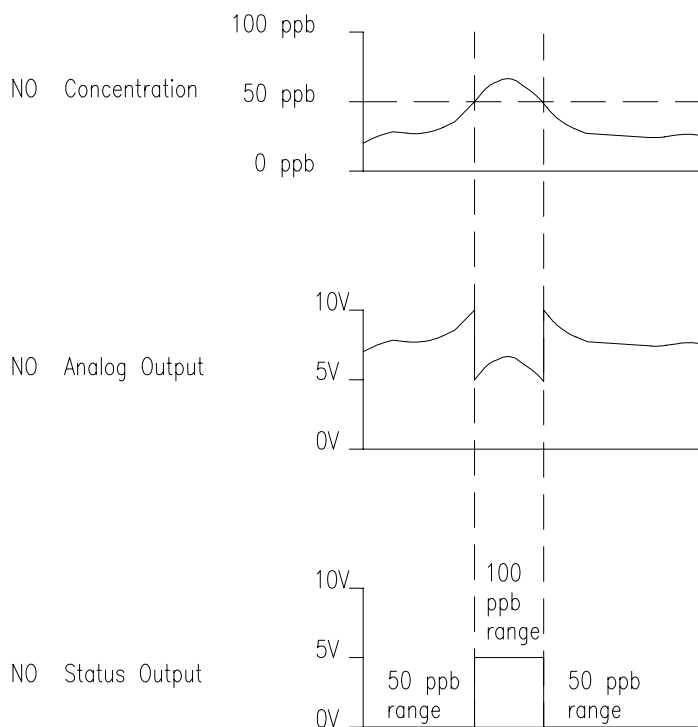 100 ppb
NO Concentration
50 ppb
0 ppb
10V
NO Analog Output
5V
0V
10V
100
ppb
range
5V
NO Status Output
50 ppb
range
50 ppb
range
0V